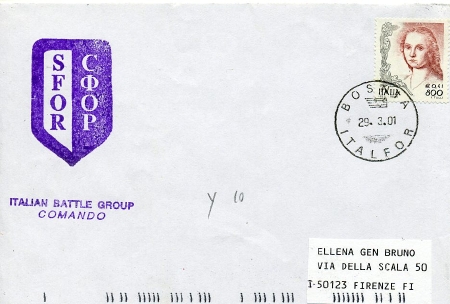 SFOR
СФОР
ITALIAN BATTLE GROUP
COMANDO
ITALIA
800
BOSNIA
29. 3.01
ITALFOR
Y 10
ELLENA GEN BRUNO
VIA DELLA SCALA 50
I-50123 FIRENZE FI